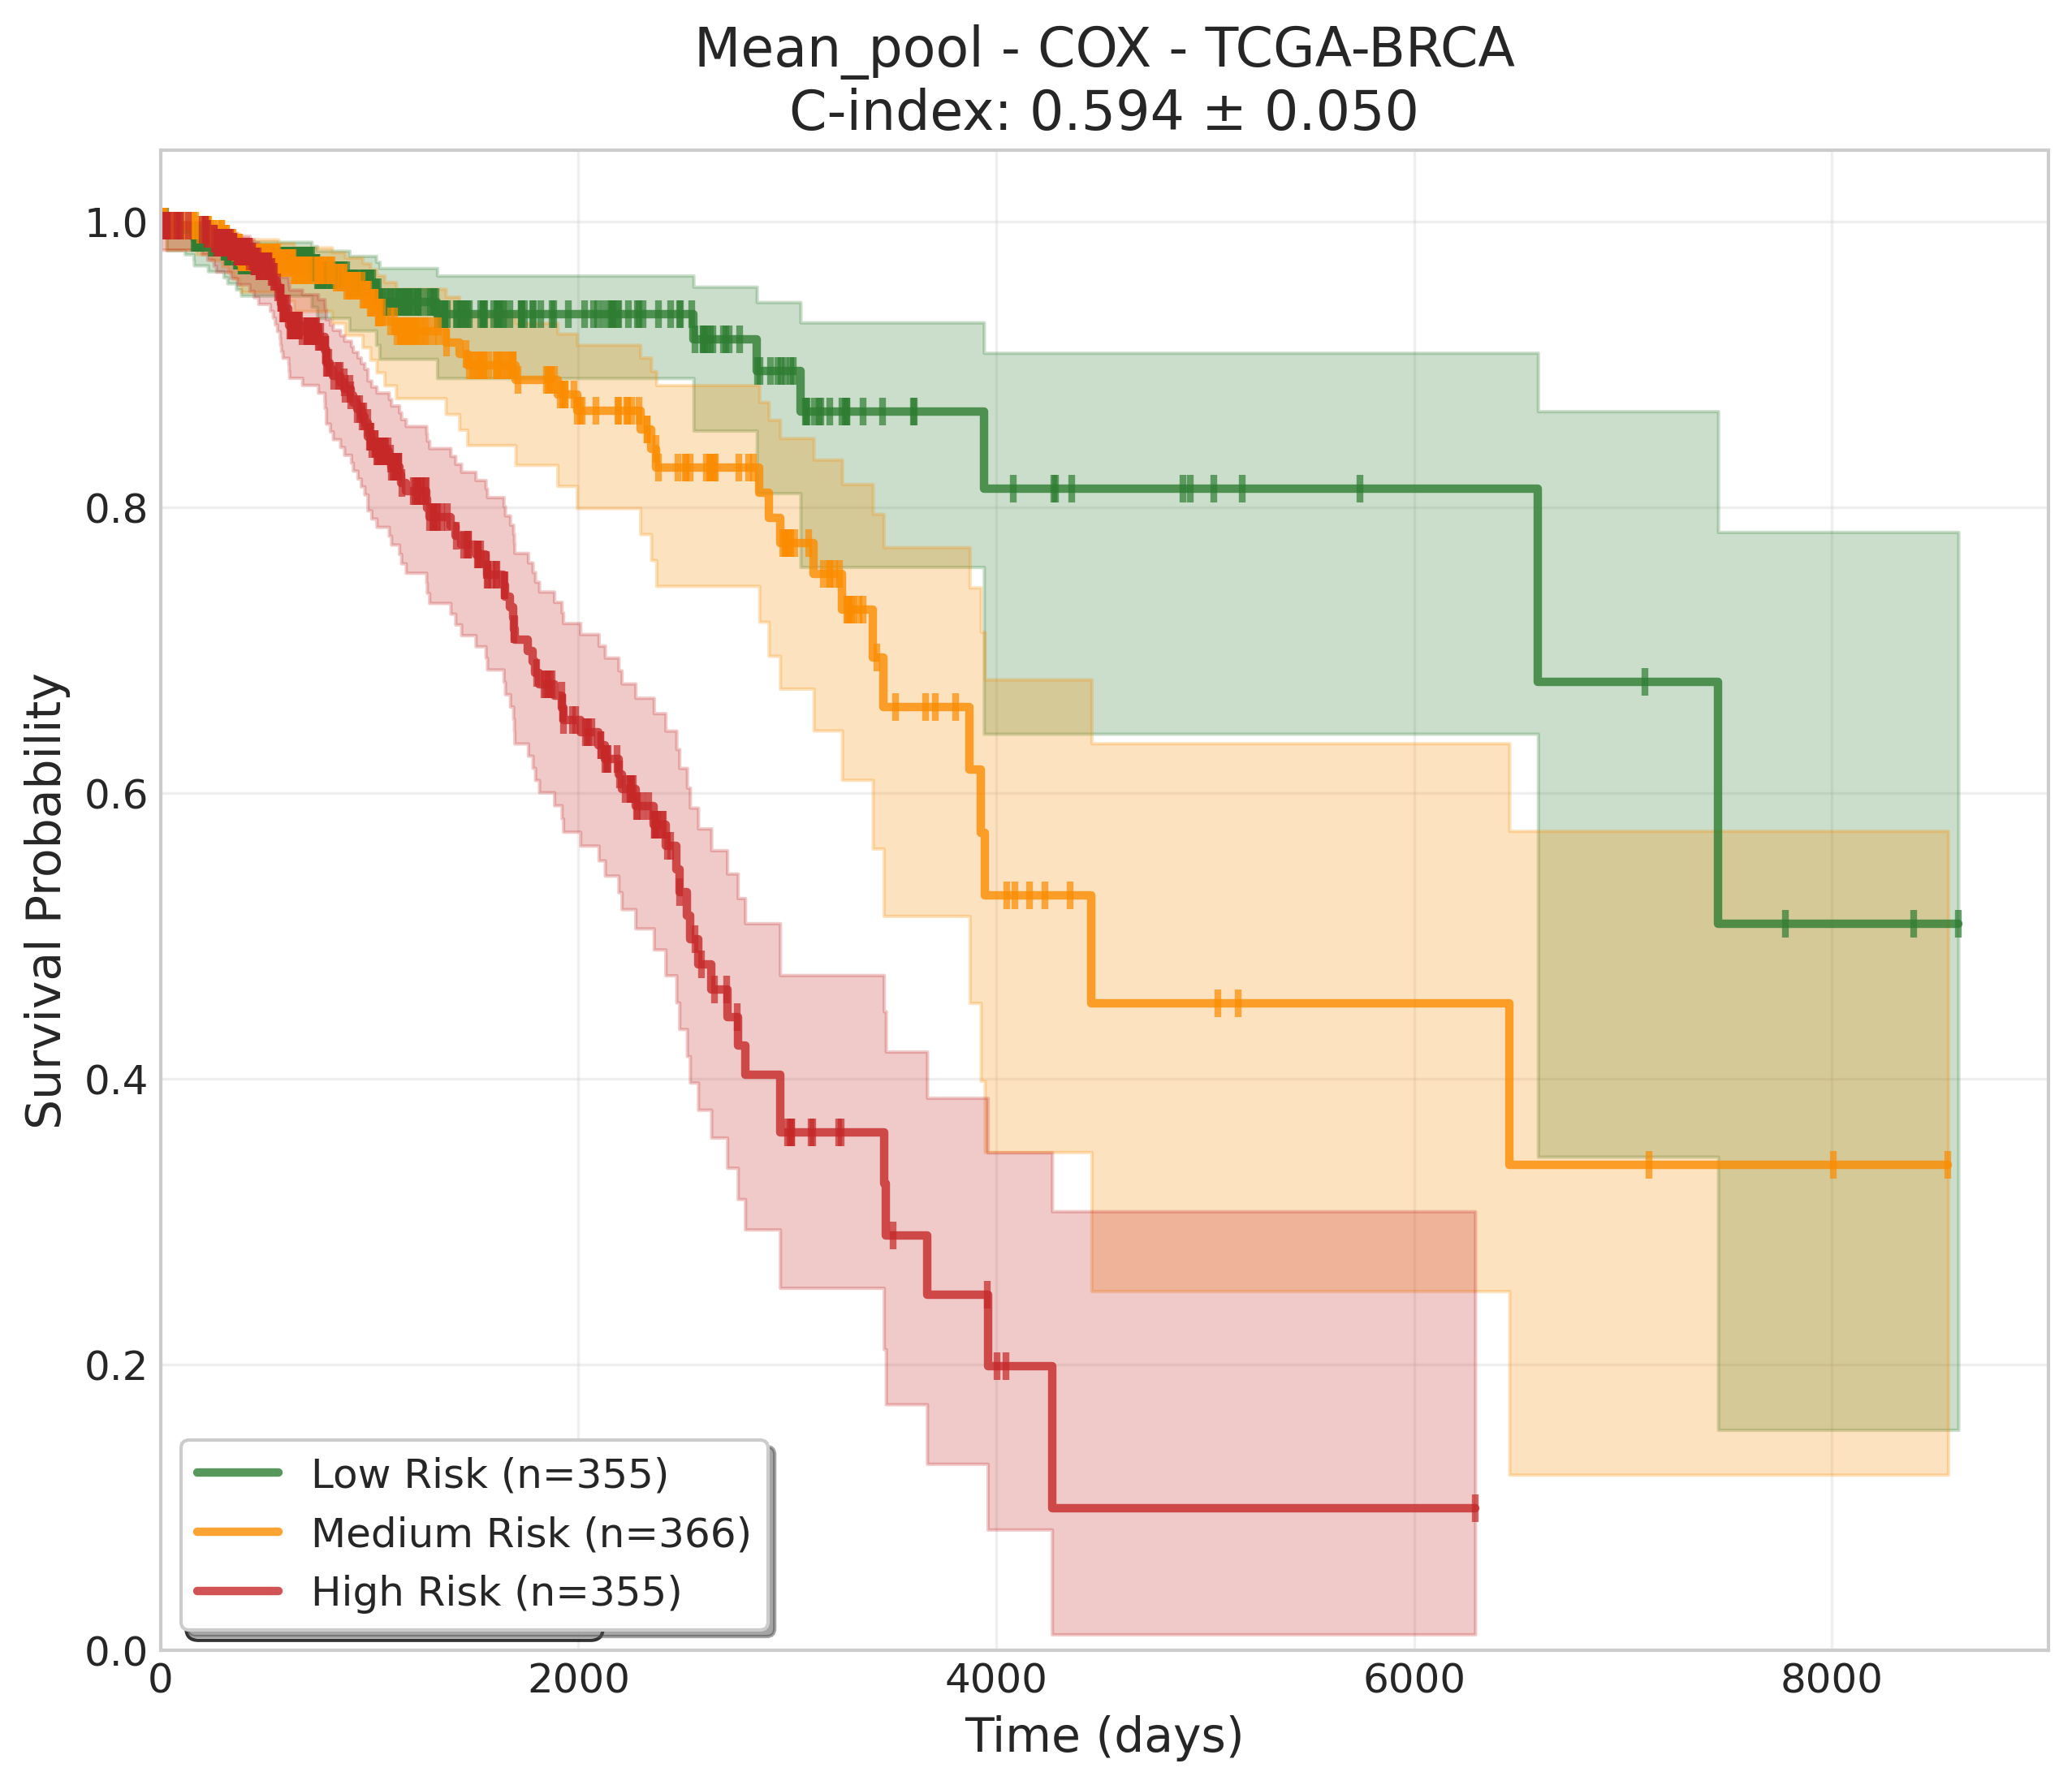 Mean_pool - COX - TCGA-BRCA
C-index: 0.594 ± 0.050
Survival Probability
1.0
0.8
0.6
0.4
0.2
0.0
0
2000
4000
6000
8000
Time (days)
Low Risk (n=355)
Medium Risk (n=366)
High Risk (n=355)